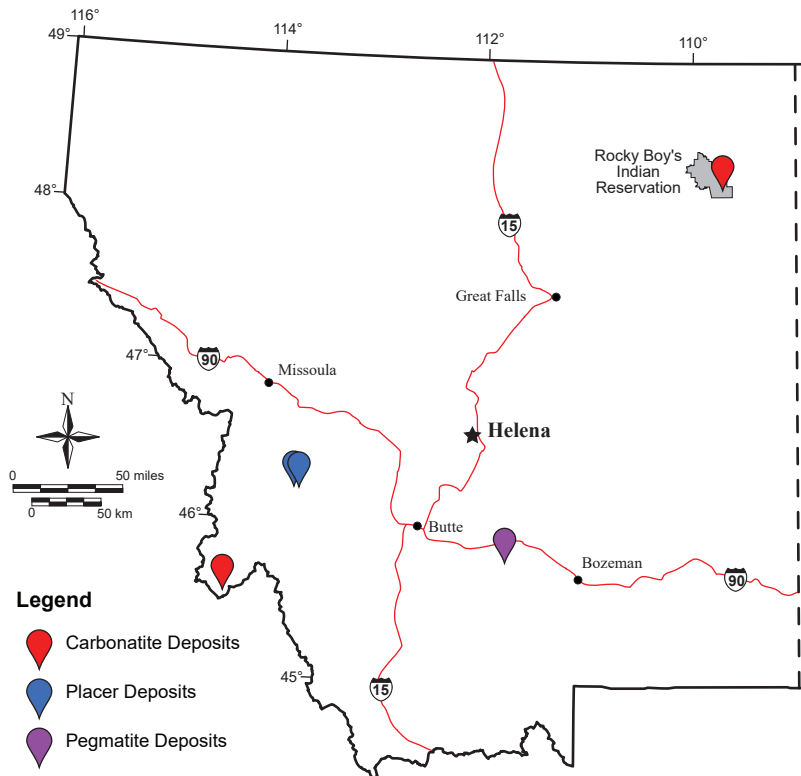 116°
114°
112°
110°
49°
Rocky Boy's
Indian
Reservation
48°
15
Great Falls
47°
90
Missoula
N
Helena
0 50 miles
0 50 km
46°
Butte
Bozeman
90
Legend
Carbonatite Deposits
45°
15
Placer Deposits
Pegmatite Deposits